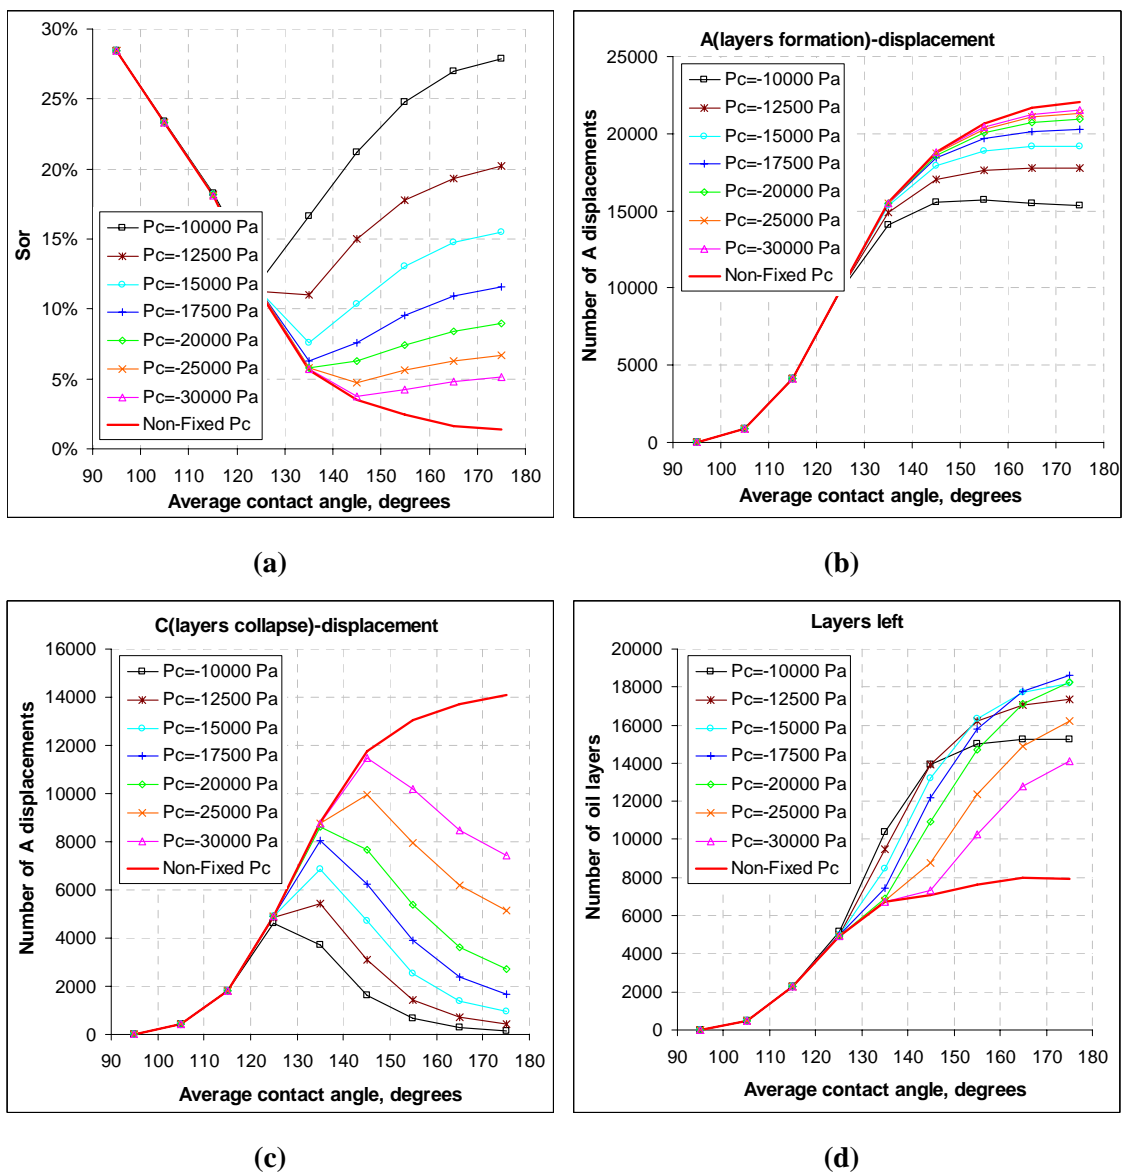 30%
25%
20%
15%
10%
5%
0%
Sor
Pc=-10000 Pa
Pc=-12500 Pa
Pc=-15000 Pa
Pc=-17500 Pa
Pc=-20000 Pa
Pc=-25000 Pa
Pc=-30000 Pa
Non-Fixed Pc
90 100 110 120 130 140 150 160 170 180
Average contact angle, degrees
(a)
A(layers formation)-displacement
25000
20000
15000
10000
5000
0
Number of A displacements
Pc=-10000 Pa
Pc=-12500 Pa
Pc=-15000 Pa
Pc=-17500 Pa
Pc=-20000 Pa
Pc=-25000 Pa
Pc=-30000 Pa
Non-Fixed Pc
90 100 110 120 130 140 150 160 170 180
Average contact angle, degrees
(b)
C(layers collapse)-displacement
16000
14000
12000
10000
8000
6000
4000
2000
0
Number of A displacements
Pc=-10000 Pa
Pc=-12500 Pa
Pc=-15000 Pa
Pc=-17500 Pa
Pc=-20000 Pa
Pc=-25000 Pa
Pc=-30000 Pa
Non-Fixed Pc
90 100 110 120 130 140 150 160 170 180
Average contact angle, degrees
(c)
Layers left
20000
18000
16000
14000
12000
10000
8000
6000
4000
2000
0
Number of oil layers
Pc=-10000 Pa
Pc=-12500 Pa
Pc=-15000 Pa
Pc=-17500 Pa
Pc=-20000 Pa
Pc=-25000 Pa
Pc=-30000 Pa
Non-Fixed Pc
90 100 110 120 130 140 150 160 170 180
Average contact angle, degrees
(d)